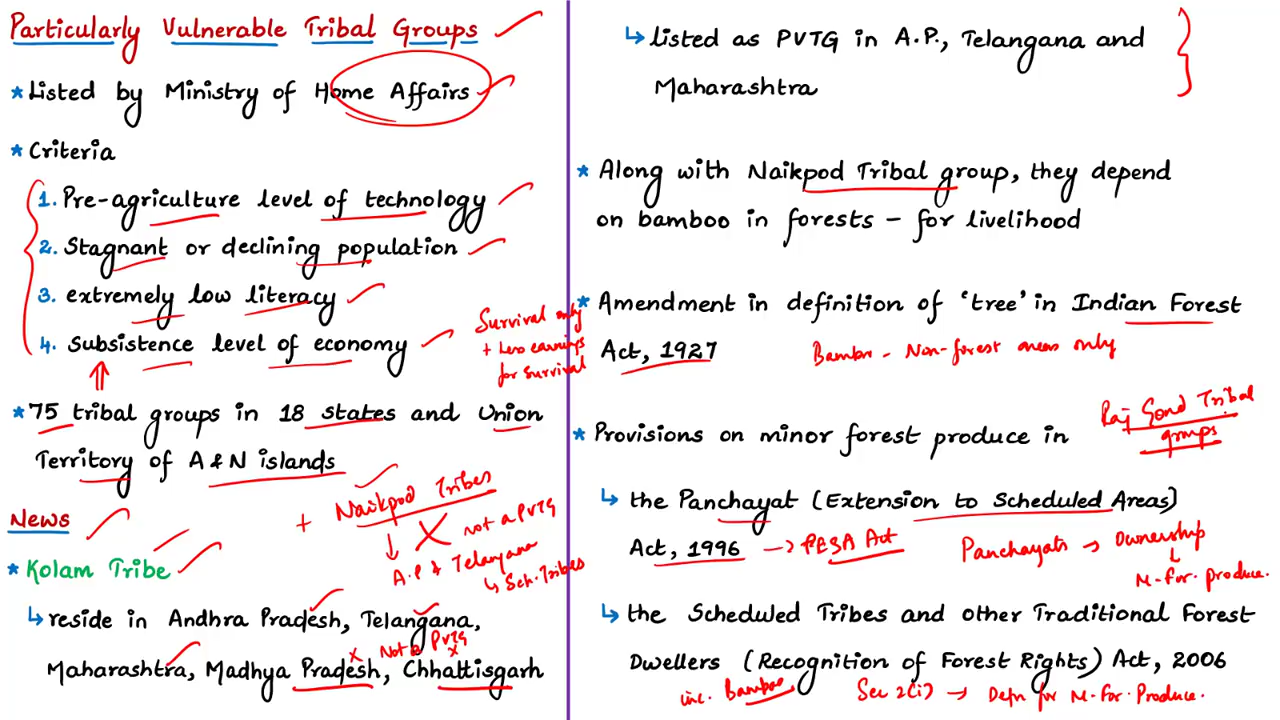 Particularly Vulnerable Tribal Groups
* Listed by Ministry of Home Affairs
* Criteria
1. Pre-agriculture level of technology
2. Stagnant or declining population
3. extremely low literacy
4. Subsistence level of economy
Survival only
+ Less earnings
for survival
* 75 tribal groups in 18 states and Union
Territory of A & N islands
+ Naikpod Tribes
not a PVTG
A.P & Telangana
↳ Sch. Tribes
News
* Kolam Tribe
↳ reside in Andhra Pradesh, Telangana,
Not a PVTG
Maharashtra, Madhya Pradesh, Chhattisgarh
↳ listed as PVTG in A.P., Telangana and
Maharashtra
* Along with Naikpod Tribal group, they depend
on bamboo in forests - for livelihood
* Amendment in definition of 'tree' in Indian Forest
Act, 1927
Bamboo - Non-forest areas only
* Provisions on minor forest produce in
Raj Gond Tribal
groups
↳ the Panchayat (Extension to Scheduled Areas)
Act, 1996 → PESA Act
Panchayats → Ownership
↓
M. For. produce.
↳ the Scheduled Tribes and other Traditional Forest
Dwellers (Recognition of Forest Rights) Act, 2006
inc. Bamboo
Sec 2(i) → Defn for M. For. Produce.